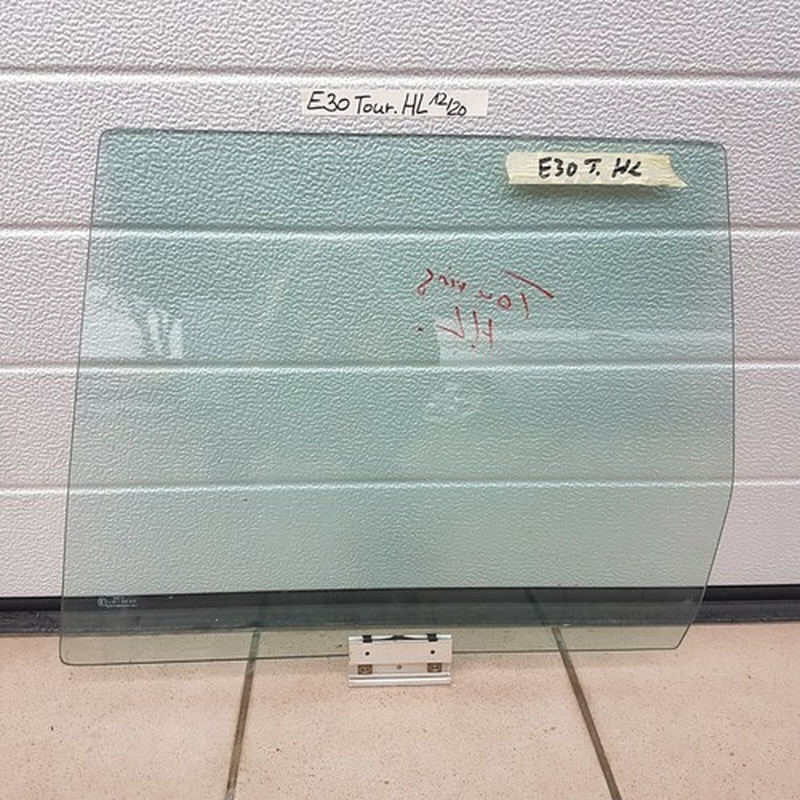 E30 Tour. HL 12/20
E30 T. HL
Touring
HL.